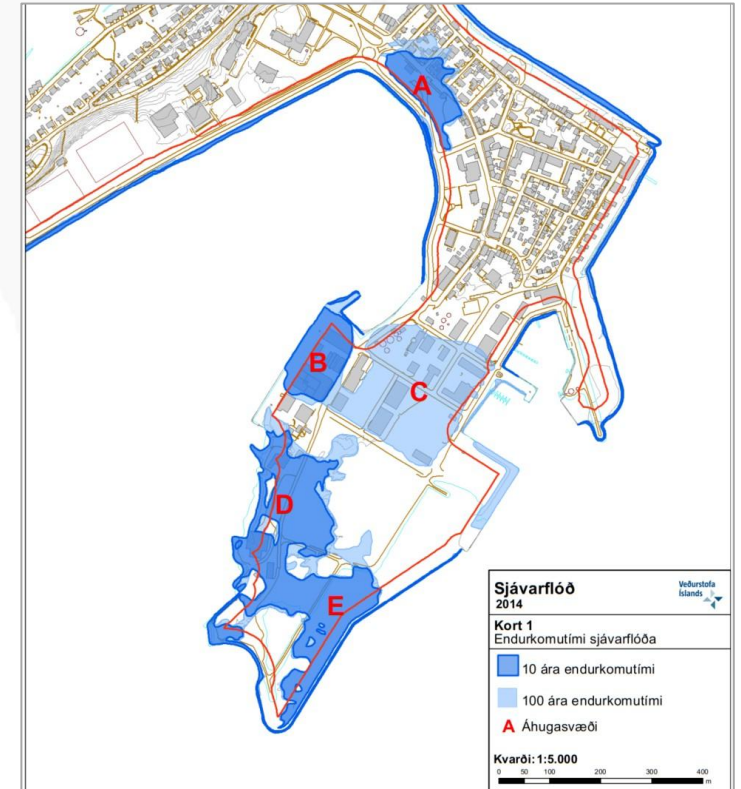 A
B
C
D
E
Sjávarflóð
2014
Veðurstofa
Íslands
Kort 1
Endurkomutími sjávarflóða
10 ára endurkomutími
100 ára endurkomutími
A Áhugasvæði
Kvarði: 1:5.000
0 50 100 200 300 400
m